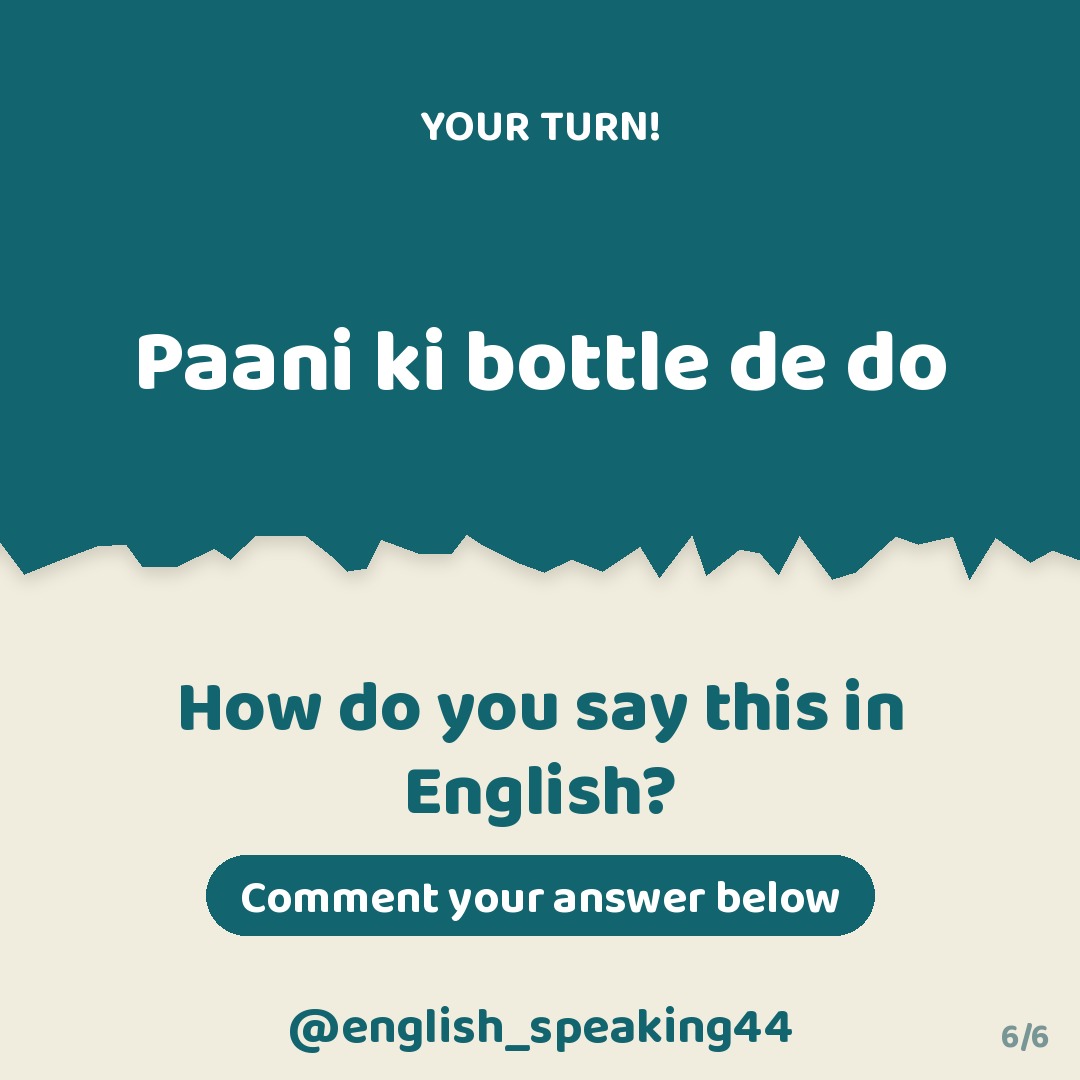 YOUR TURN!
Paani ki bottle de do
How do you say this in
English?
Comment your answer below
@english_speaking44
6/6